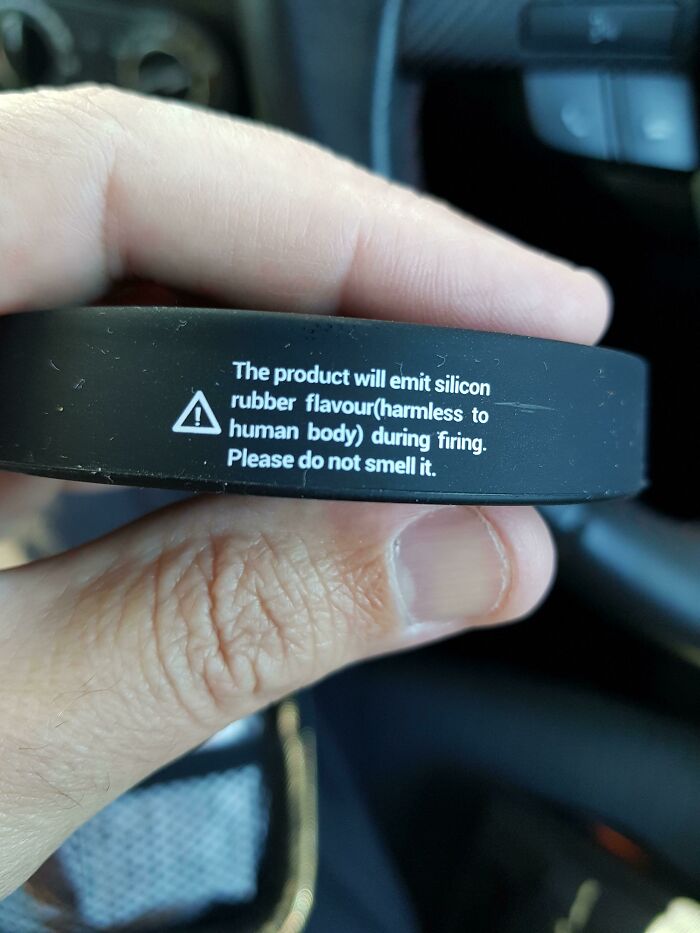 The product will emit silicon
rubber flavour(harmless to
human body) during firing.
Please do not smell it.